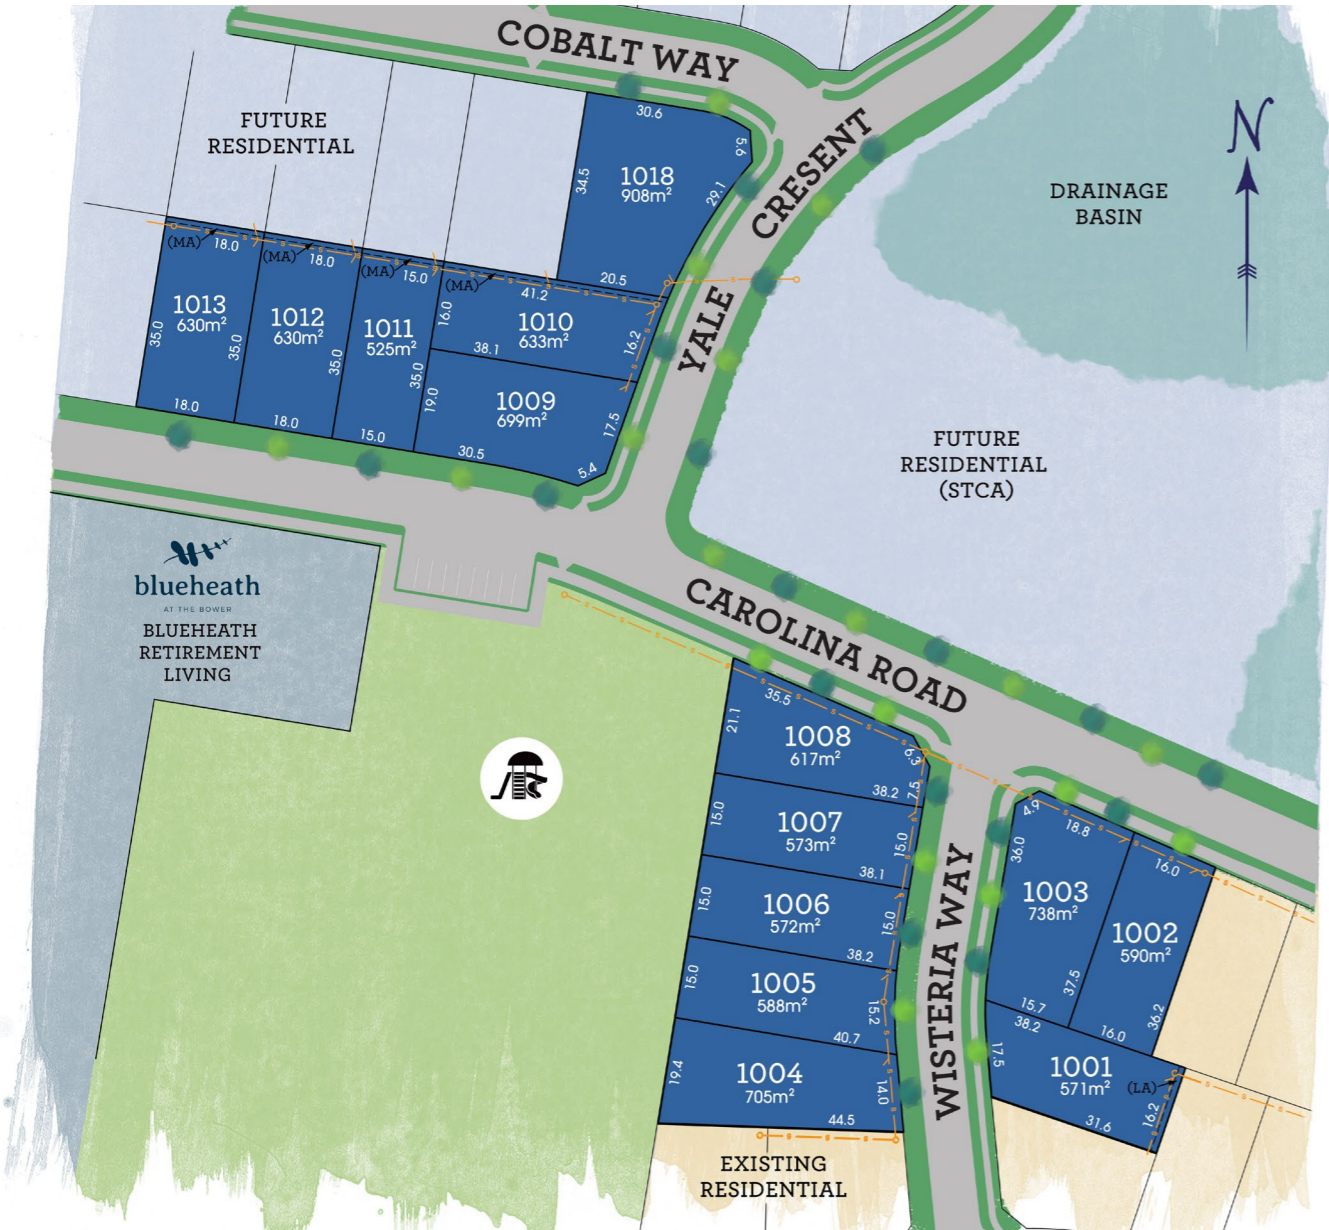 COBALT WAY
FUTURE
RESIDENTIAL
30.6
5.6
34.5
1018
908m²
29.1
20.5
YALE CRESENT
N
DRAINAGE
BASIN
(MA)
18.0
(MA)
18.0
(MA)
15.0
(MA)
41.2
1013
630m²
35.0
18.0
1012
630m²
35.0
18.0
1011
525m²
35.0
15.0
35.0
16.0
1010
633m²
16.2
38.1
1009
699m²
19.0
17.5
30.5
5.4
FUTURE
RESIDENTIAL
(STCA)
blueheath
AT THE BOWER
BLUEHEATH
RETIREMENT
LIVING
CAROLINA ROAD
35.5
21.1
1008
617m²
6.3
7.5
38.2
15.0
1007
573m²
15.0
38.1
15.0
1006
572m²
15.0
38.2
15.0
1005
588m²
15.2
40.7
19.4
1004
705m²
14.0
44.5
WISTERIA WAY
4.9
18.8
36.0
1003
738m²
15.7
37.5
16.0
1002
590m²
36.2
16.0
38.2
17.5
1001
571m²
(LA)
16.2
31.6
EXISTING
RESIDENTIAL